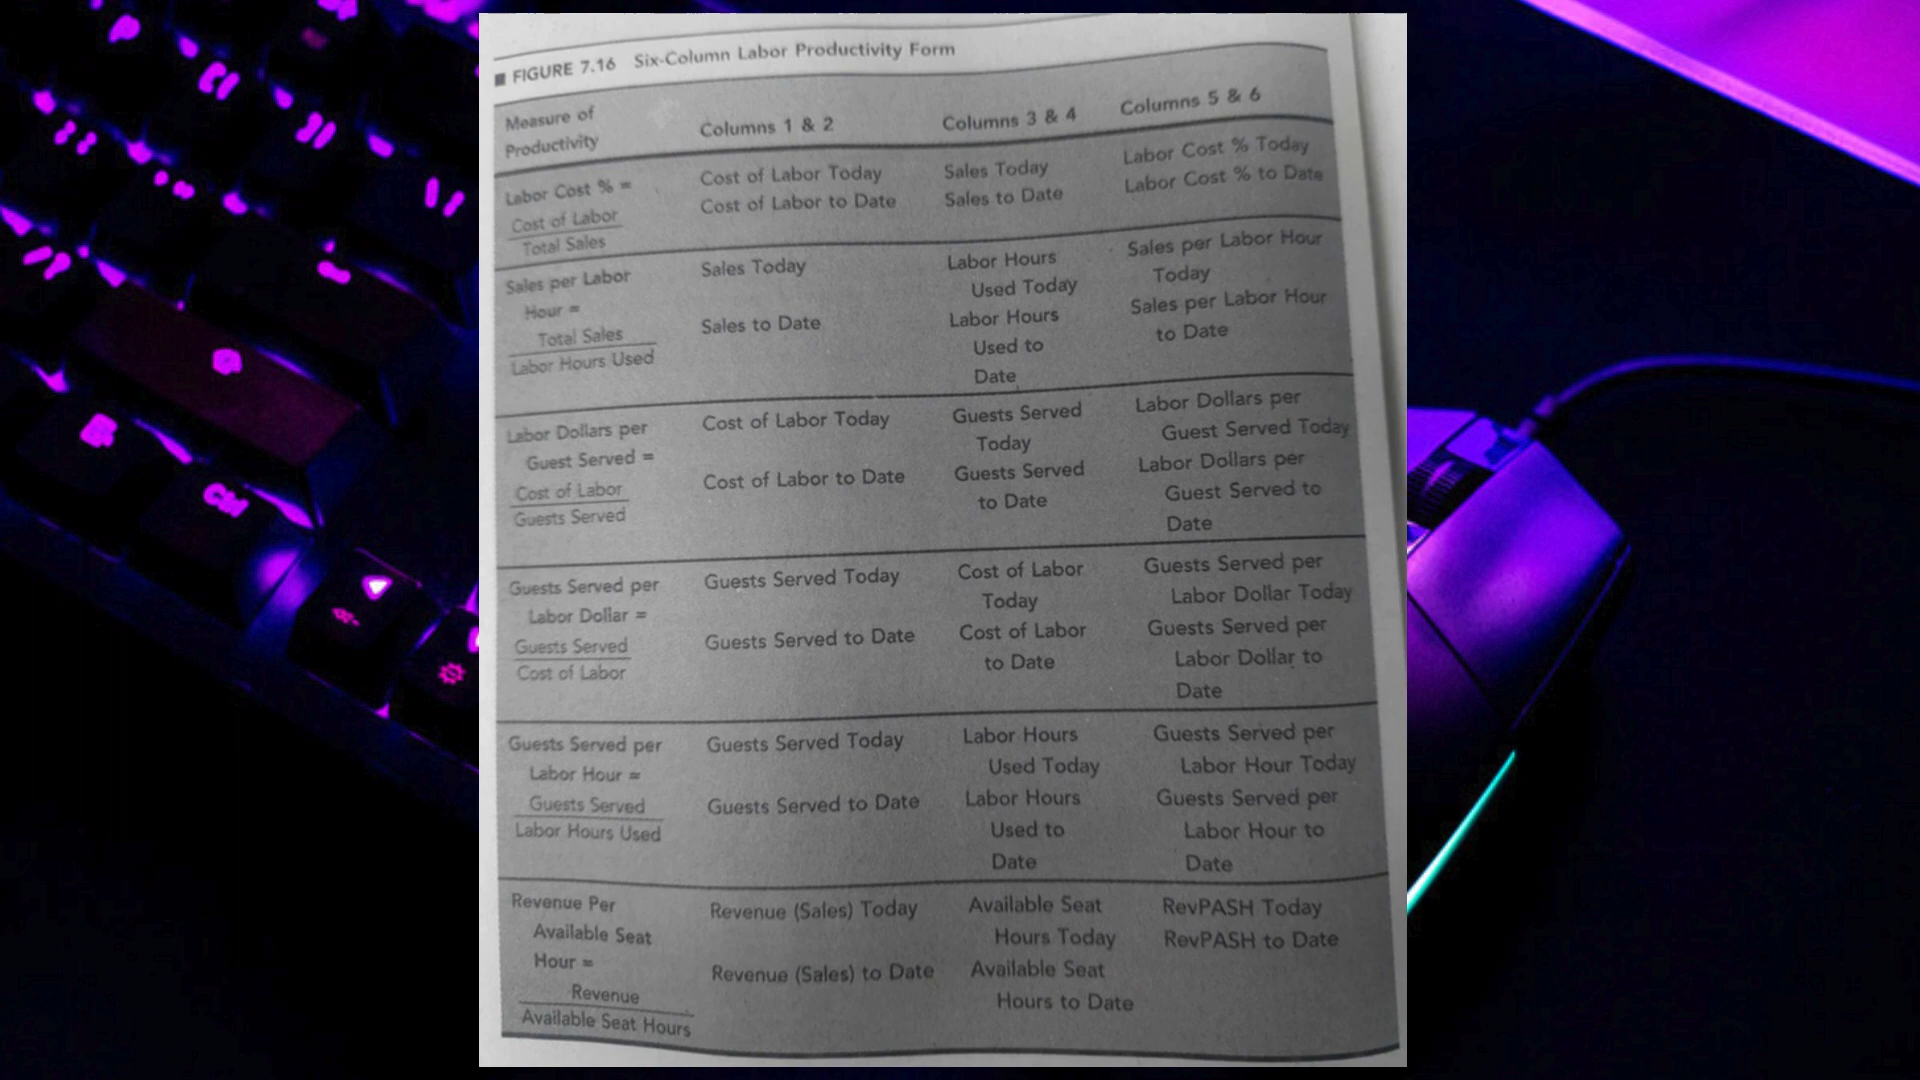 ■ FIGURE 7.16 Six-Column Labor Productivity Form
Measure of
Productivity
Columns 1 & 2
Columns 3 & 4
Columns 5 & 6
Labor Cost % =
Cost of Labor
Total Sales
Cost of Labor Today
Cost of Labor to Date
Sales Today
Sales to Date
Labor Cost % Today
Labor Cost % to Date
Sales per Labor
Hour =
Total Sales
Labor Hours Used
Sales Today
Sales to Date
Labor Hours
Used Today
Labor Hours
Used to
Date
Sales per Labor Hour
Today
Sales per Labor Hour
to Date
Labor Dollars per
Guest Served =
Cost of Labor
Guests Served
Cost of Labor Today
Cost of Labor to Date
Guests Served
Today
Guests Served
to Date
Labor Dollars per
Guest Served Today
Labor Dollars per
Guest Served to
Date
Guests Served per
Labor Dollar =
Guests Served
Cost of Labor
Guests Served Today
Guests Served to Date
Cost of Labor
Today
Cost of Labor
to Date
Guests Served per
Labor Dollar Today
Guests Served per
Labor Dollar to
Date
Guests Served per
Labor Hour =
Guests Served
Labor Hours Used
Guests Served Today
Guests Served to Date
Labor Hours
Used Today
Labor Hours
Used to
Date
Guests Served per
Labor Hour Today
Guests Served per
Labor Hour to
Date
Revenue Per
Available Seat
Hour =
Revenue
Available Seat Hours
Revenue (Sales) Today
Revenue (Sales) to Date
Available Seat
Hours Today
Available Seat
Hours to Date
RevPASH Today
RevPASH to Date